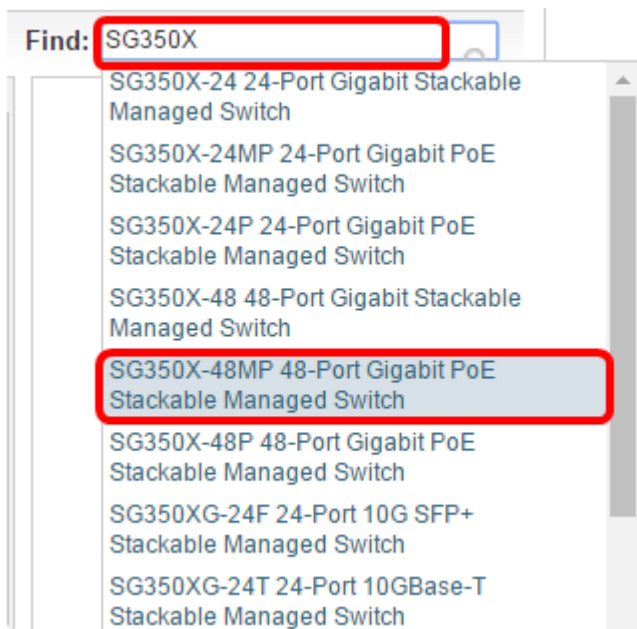 Find: SG350X
SG350X-24 24-Port Gigabit Stackable
Managed Switch
SG350X-24MP 24-Port Gigabit PoE
Stackable Managed Switch
SG350X-24P 24-Port Gigabit PoE
Stackable Managed Switch
SG350X-48 48-Port Gigabit Stackable
Managed Switch
SG350X-48MP 48-Port Gigabit PoE
Stackable Managed Switch
SG350X-48P 48-Port Gigabit PoE
Stackable Managed Switch
SG350XG-24F 24-Port 10G SFP+
Stackable Managed Switch
SG350XG-24T 24-Port 10GBase-T
Stackable Managed Switch